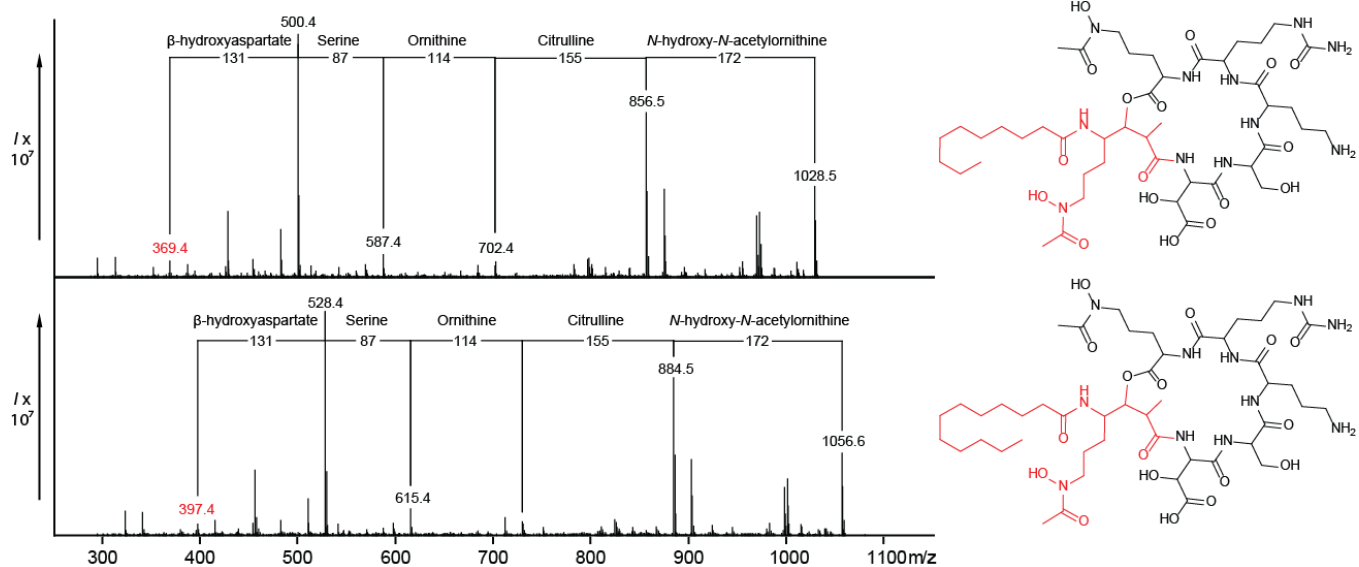 500.4
β-hydroxyaspartate Serine Ornithine Citrulline N-hydroxy-N-acetylornithine
131 87 114 155 172
856.5
1028.5
I x
10⁷
369.4 587.4 702.4
528.4
β-hydroxyaspartate Serine Ornithine Citrulline N-hydroxy-N-acetylornithine
131 87 114 155 172
884.5
1056.6
I x
10⁷
397.4 615.4
300 400 500 600 700 800 900 1000 1100 m/z
HO
N
O
O
NH
O
NH
O
NH₂
NH
O
O
O
H
N
O
HN
O
NH₂
O
NH
HN
O
O
OH
HO
N
O
HO
HO
O
HO
N
O
O
NH
O
NH
O
NH₂
NH
O
O
O
H
N
O
HN
O
NH₂
O
NH
HN
O
O
OH
HO
N
O
HO
HO
O